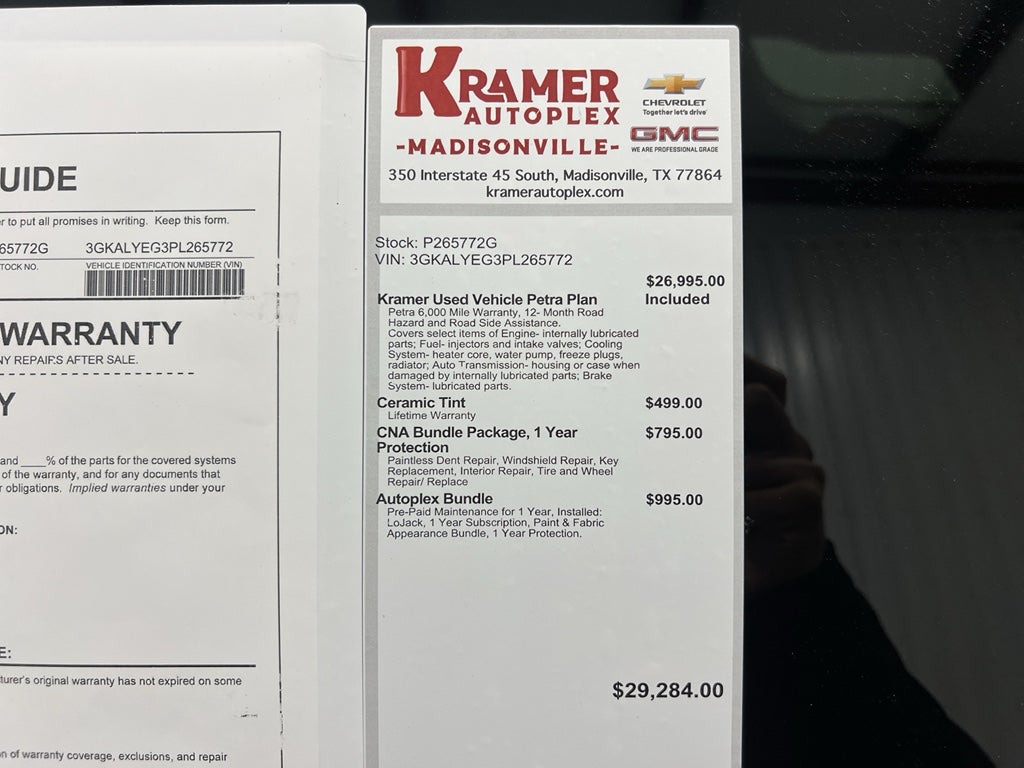 UIDE
r to put all promises in writing. Keep this form.
65772G 3GKALYEG3PL265772
TOCK NO. VEHICLE IDENTIFICATION NUMBER (VIN)
WARRANTY
NY REPAIRS AFTER SALE.
Y
and ____% of the parts for the covered systems
of the warranty, and for any documents that
r obligations. Implied warranties under your
ON:
E:
turer's original warranty has not expired on some
n of warranty coverage, exclusions, and repair
KRAMER
AUTOPLEX
-MADISONVILLE-
CHEVROLET
Together let's drive
GMC
WE ARE PROFESSIONAL GRADE
350 Interstate 45 South, Madisonville, TX 77864
kramerautoplex.com
Stock: P265772G
VIN: 3GKALYEG3PL265772
$26,995.00
Kramer Used Vehicle Petra Plan Included
Petra 6,000 Mile Warranty, 12- Month Road
Hazard and Road Side Assistance.
Covers select items of Engine- internally lubricated
parts; Fuel- injectors and intake valves; Cooling
System- heater core, water pump, freeze plugs,
radiator; Auto Transmission- housing or case when
damaged by internally lubricated parts; Brake
System- lubricated parts.
Ceramic Tint $499.00
Lifetime Warranty
CNA Bundle Package, 1 Year $795.00
Protection
Paintless Dent Repair, Windshield Repair, Key
Replacement, Interior Repair, Tire and Wheel
Repair/ Replace
Autoplex Bundle $995.00
Pre-Paid Maintenance for 1 Year, Installed:
LoJack, 1 Year Subscription, Paint & Fabric
Appearance Bundle, 1 Year Protection.
$29,284.00